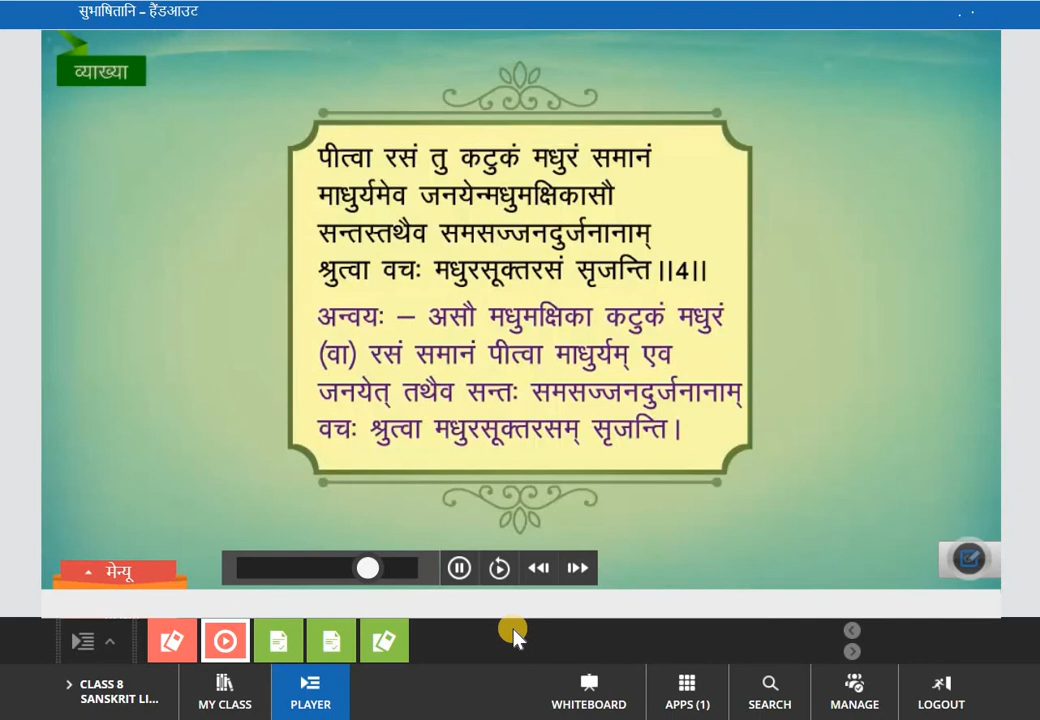 सुभाषितानि – हैंडआउट
व्याख्या
पीत्वा रसं तु कटुकं मधुरं समानं
माधुर्यमेव जनयेन्मधुमक्षिकासौ
सन्तस्तथैव समसज्जनदुर्जनानाम्
श्रुत्वा वचः मधुरसूक्तरसं सृजन्ति ॥4॥
अन्वयः – असौ मधुमक्षिका कटुकं मधुरं
(वा) रसं समानं पीत्वा माधुर्यम् एव
जनयेत् तथैव सन्तः समसज्जनदुर्जनानाम्
वचः श्रुत्वा मधुरसूक्तरसम् सृजन्ति।
मेन्यू
CLASS 8
SANSKRIT LI...
MY CLASS
PLAYER
WHITEBOARD
APPS (1)
SEARCH
MANAGE
LOGOUT